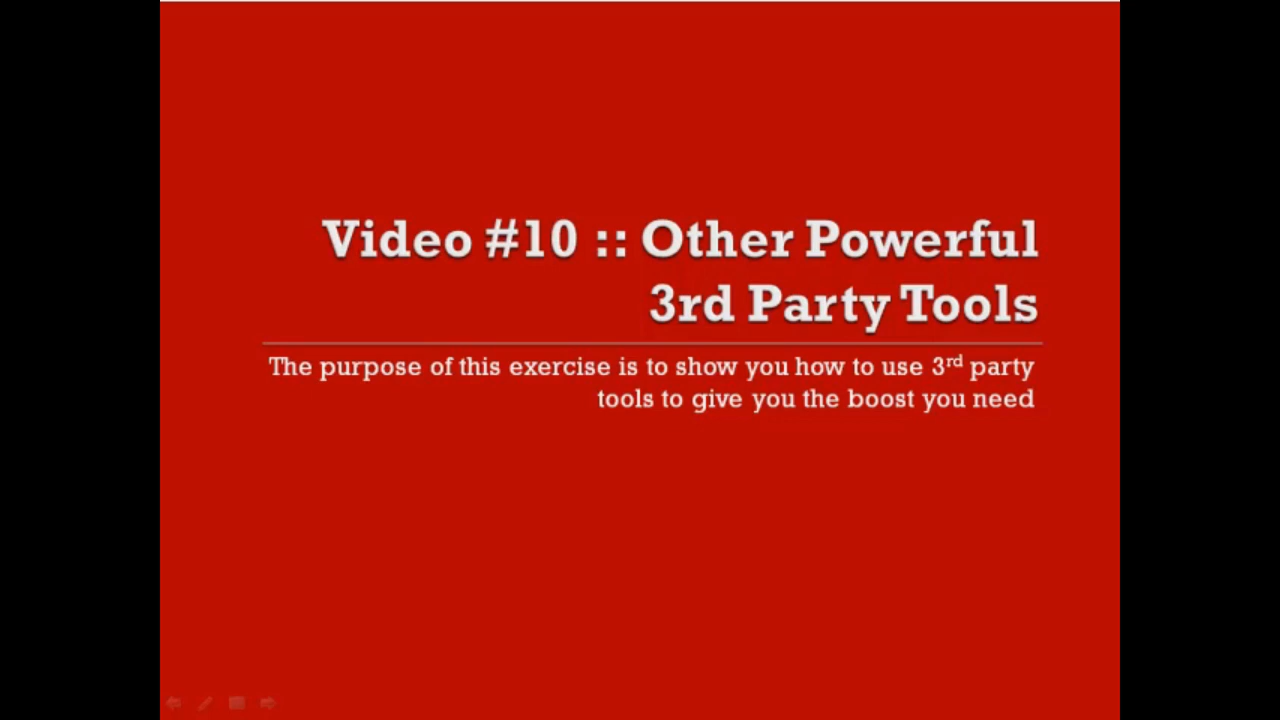 Video #10 :: Other Powerful
3rd Party Tools
The purpose of this exercise is to show you how to use 3rd party
tools to give you the boost you need